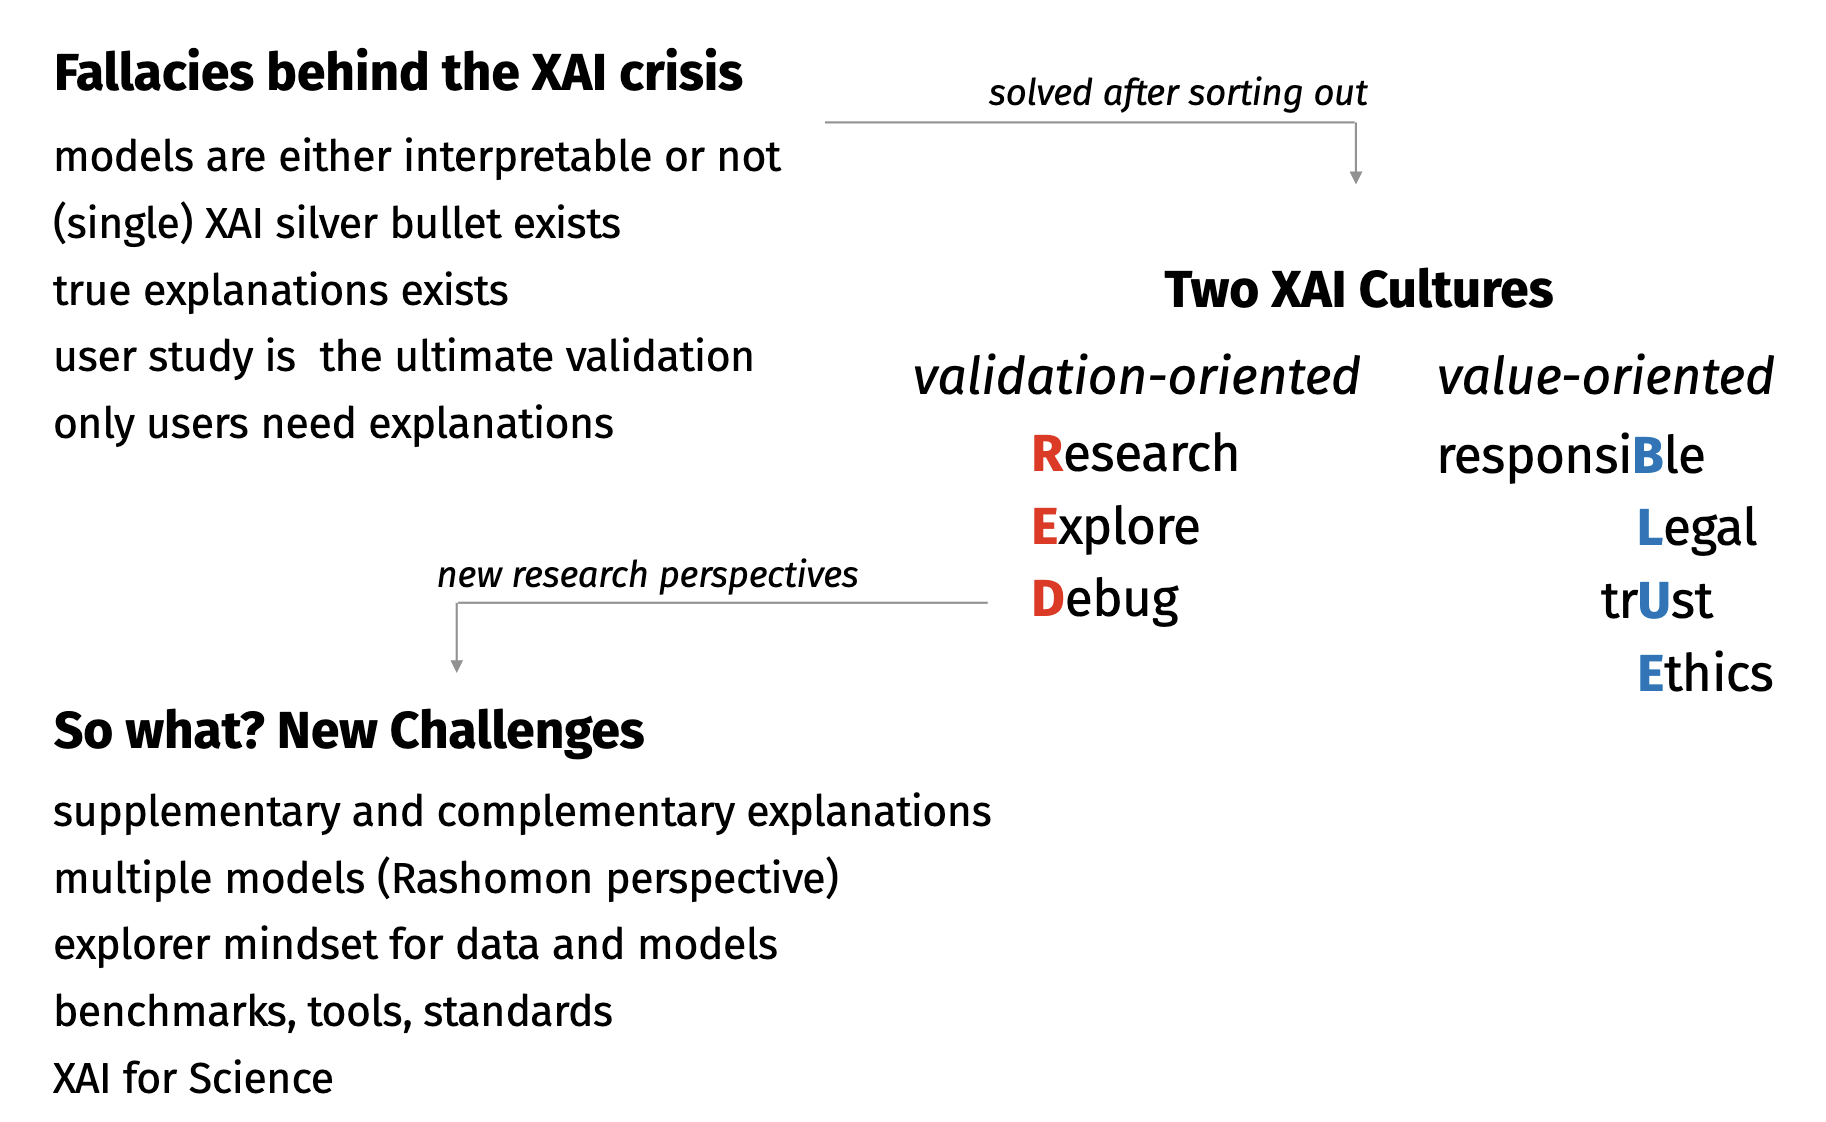 Fallacies behind the XAI crisis
models are either interpretable or not
(single) XAI silver bullet exists
true explanations exists
user study is  the ultimate validation
only users need explanations
solved after sorting out
Two XAI Cultures
validation-oriented
Research
Explore
Debug
value-oriented
responsiBle
Legal
trUst
Ethics
new research perspectives
So what? New Challenges
supplementary and complementary explanations
multiple models (Rashomon perspective)
explorer mindset for data and models
benchmarks, tools, standards
XAI for Science